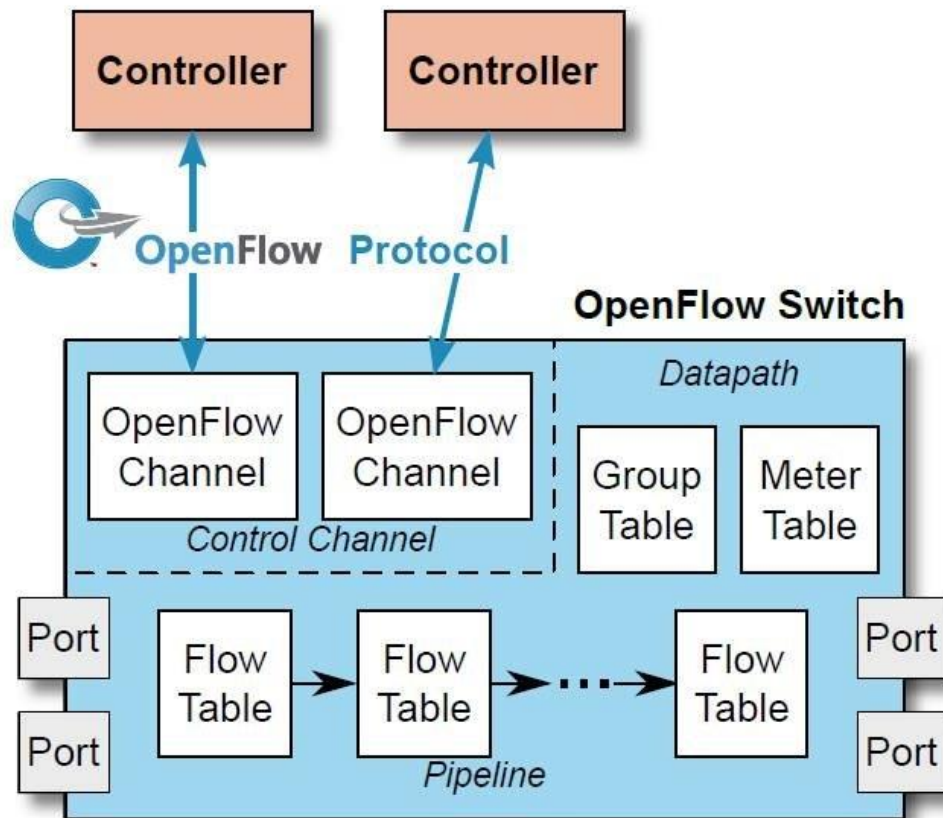 Controller
Controller
OpenFlow Protocol
™
OpenFlow Switch
Datapath
OpenFlow
Channel
OpenFlow
Channel
Control Channel
Group
Table
Meter
Table
Port
Port
Flow
Table
Flow
Table
...
Flow
Table
Port
Port
Pipeline